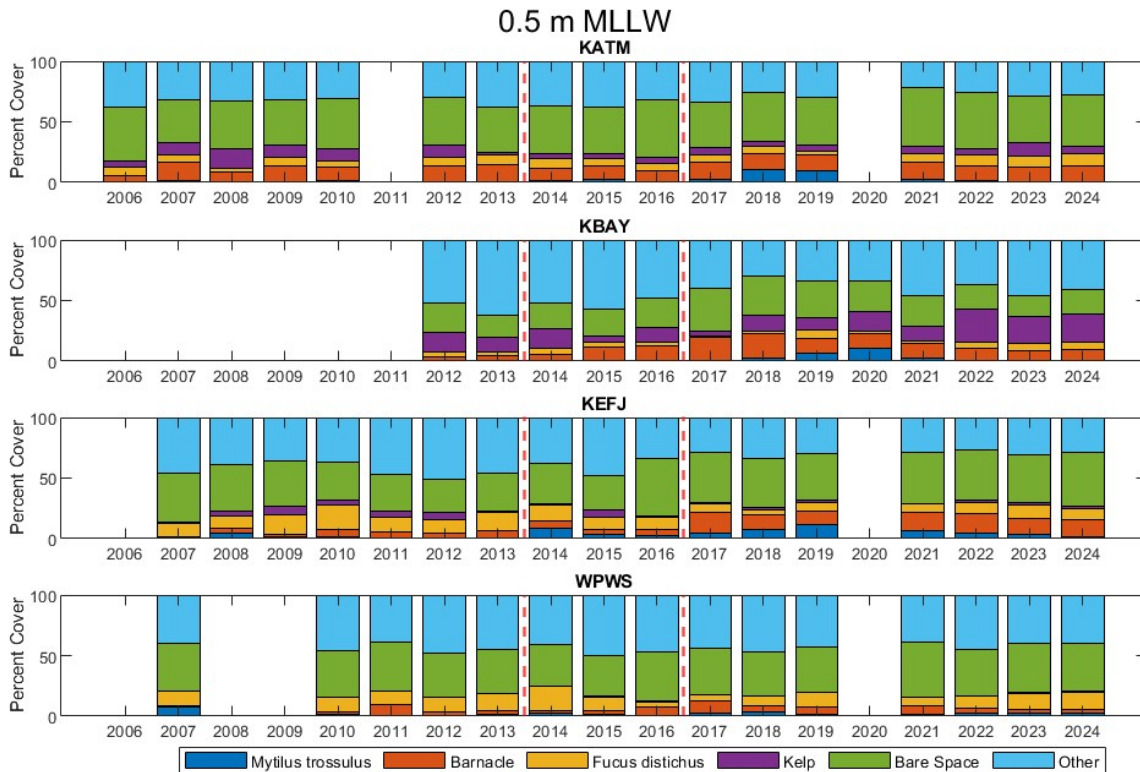 0.5 m MLLW
KATM
Percent Cover
100
50
0
2006 2007 2008 2009 2010 2011 2012 2013 2014 2015 2016 2017 2018 2019 2020 2021 2022 2023 2024
KBAY
Percent Cover
100
50
0
2006 2007 2008 2009 2010 2011 2012 2013 2014 2015 2016 2017 2018 2019 2020 2021 2022 2023 2024
KEFJ
Percent Cover
100
50
0
2006 2007 2008 2009 2010 2011 2012 2013 2014 2015 2016 2017 2018 2019 2020 2021 2022 2023 2024
WPWS
Percent Cover
100
50
0
2006 2007 2008 2009 2010 2011 2012 2013 2014 2015 2016 2017 2018 2019 2020 2021 2022 2023 2024
Mytilus trossulus Barnacle Fucus distichus Kelp Bare Space Other